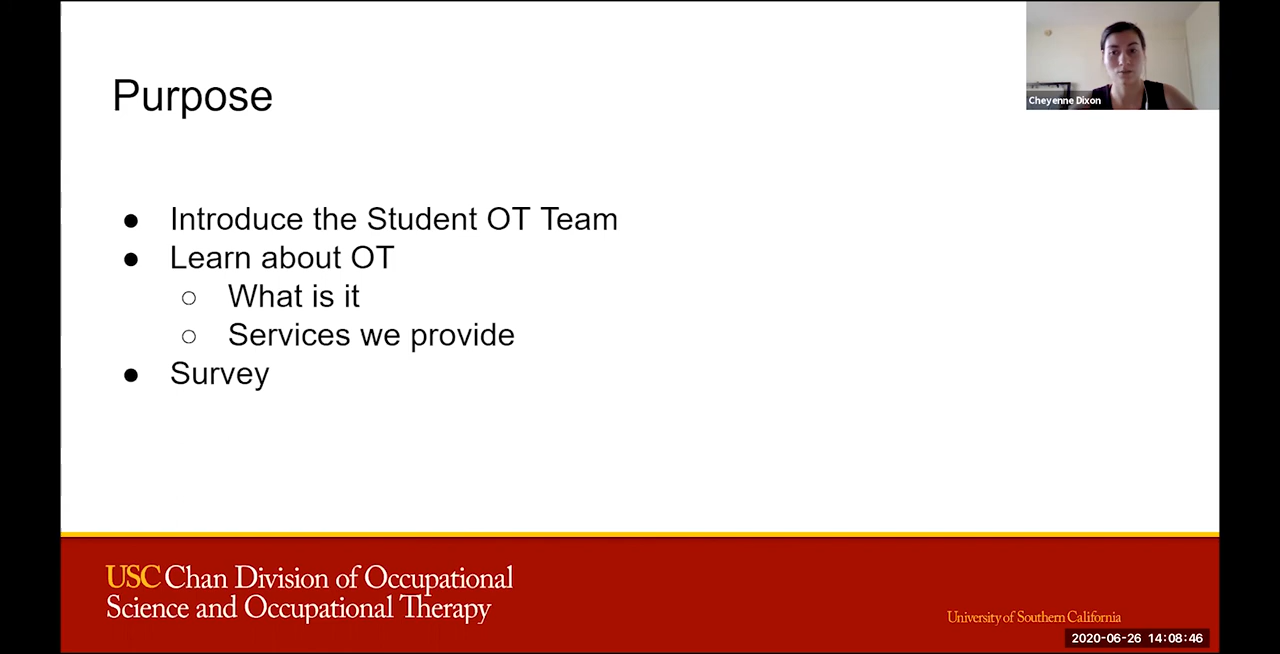 Purpose
Cheyenne Dixon
● Introduce the Student OT Team
● Learn about OT
○ What is it
○ Services we provide
● Survey
USC Chan Division of Occupational
Science and Occupational Therapy
University of Southern California
2020-06-26 14:08:46